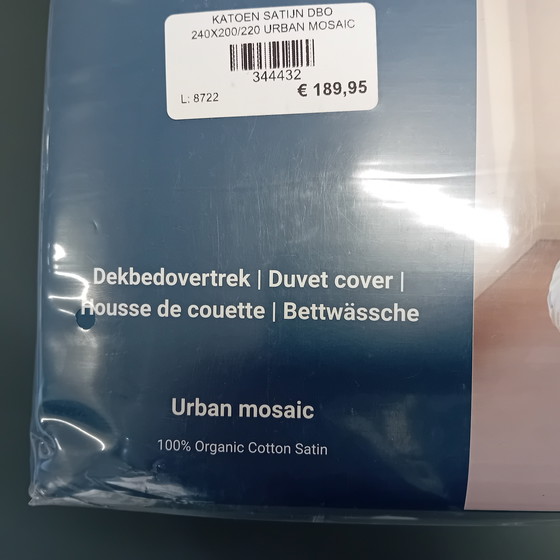 KATOEN SATIJN DBO
240X200/220 URBAN MOSAIC
344432
L: 8722
€ 189,95
Dekbedovertrek | Duvet cover |
Housse de couette | Bettwässche
Urban mosaic
100% Organic Cotton Satin